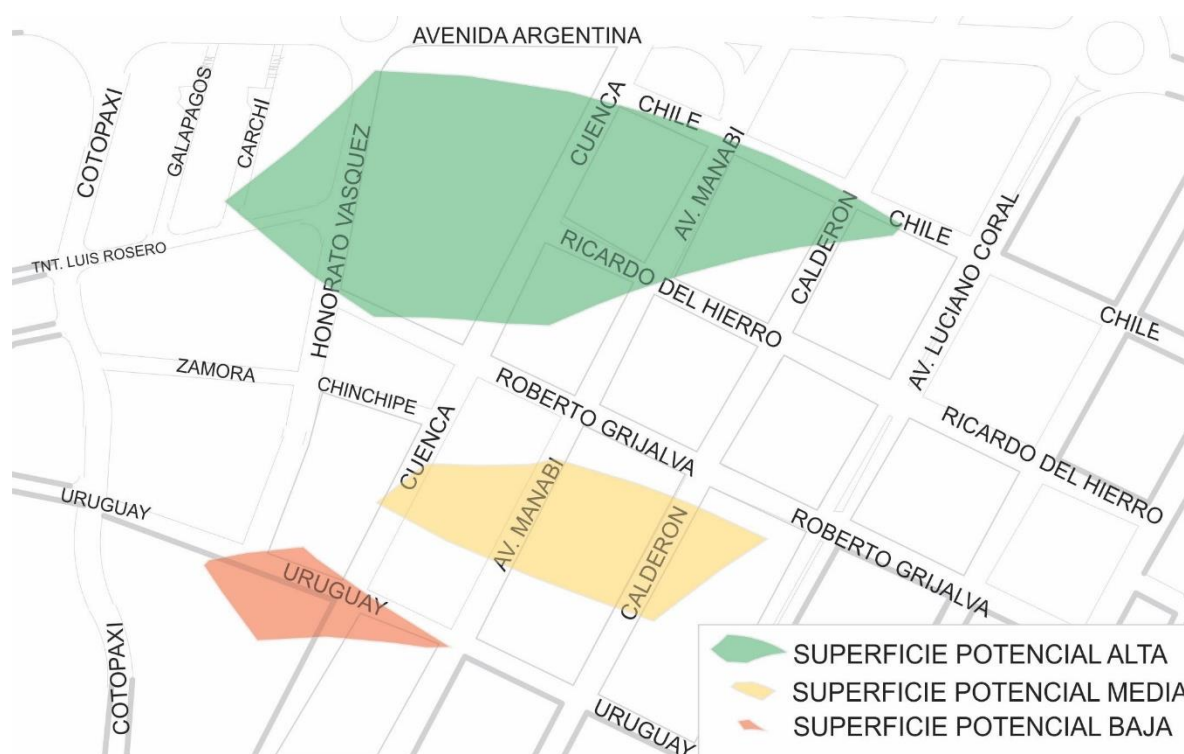 AVENIDA ARGENTINA
COTOPAXI
GALAPAGOS
CARCHI
HONORATO VASQUEZ
CUENCA
CHILE
AV. MANABI
CALDERON
CHILE
AV. LUCIANO CORAL
CHILE
TNT. LUIS ROSERO
RICARDO DEL HIERRO
ZAMORA
CHINCHIPE
CUENCA
ROBERTO GRIJALVA
RICARDO DEL HIERRO
URUGUAY
AV. MANABI
CALDERON
ROBERTO GRIJALVA
URUGUAY
COTOPAXI
URUGUAY
SUPERFICIE POTENCIAL ALTA
SUPERFICIE POTENCIAL MEDIA
SUPERFICIE POTENCIAL BAJA